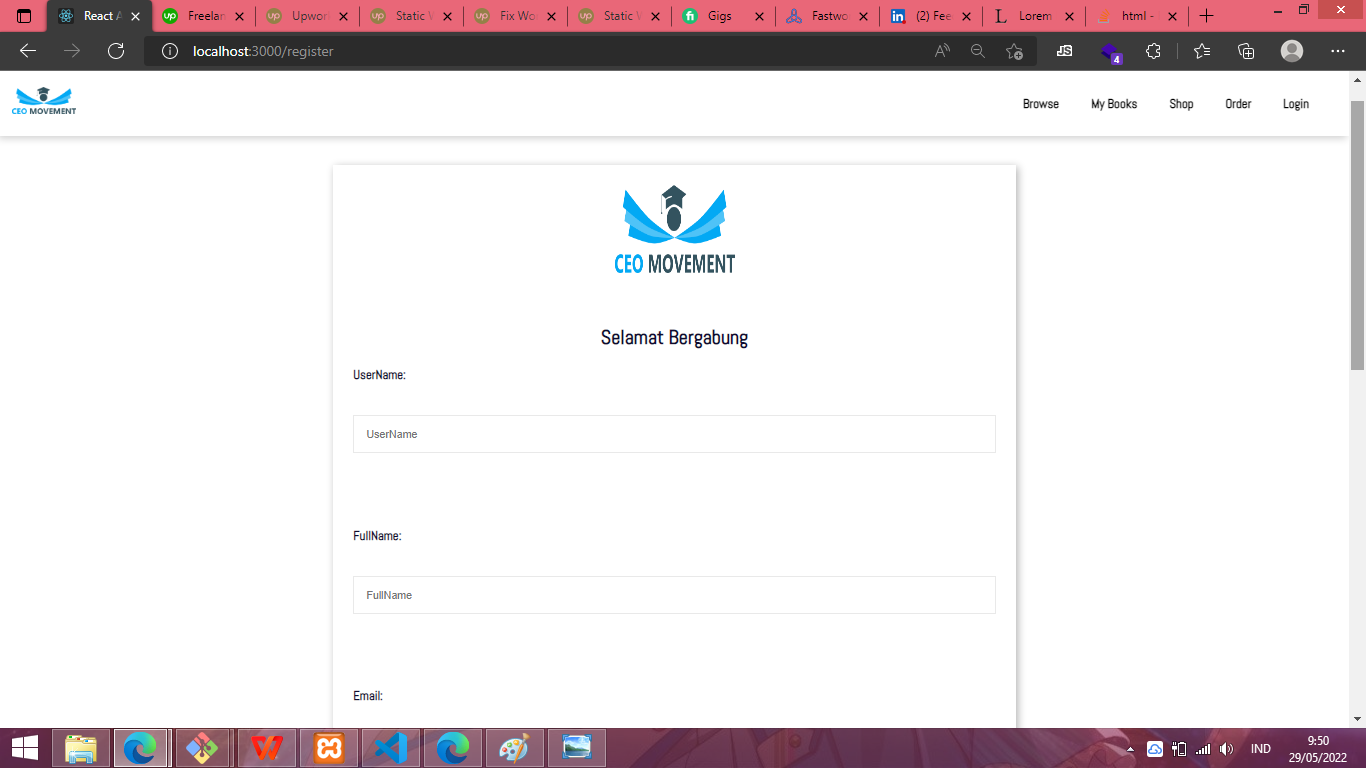 React A
Freelan
Upwor
Static W
Fix Wo
Static W
Gigs
Fastwo
(2) Fee
Lorem
html -
localhost:3000/register
4
CEO MOVEMENT
Browse
My Books
Shop
Order
Login
CEO MOVEMENT
Selamat Bergabung
UserName:
UserName
FullName:
FullName
Email:
IND
9:50
29/05/2022